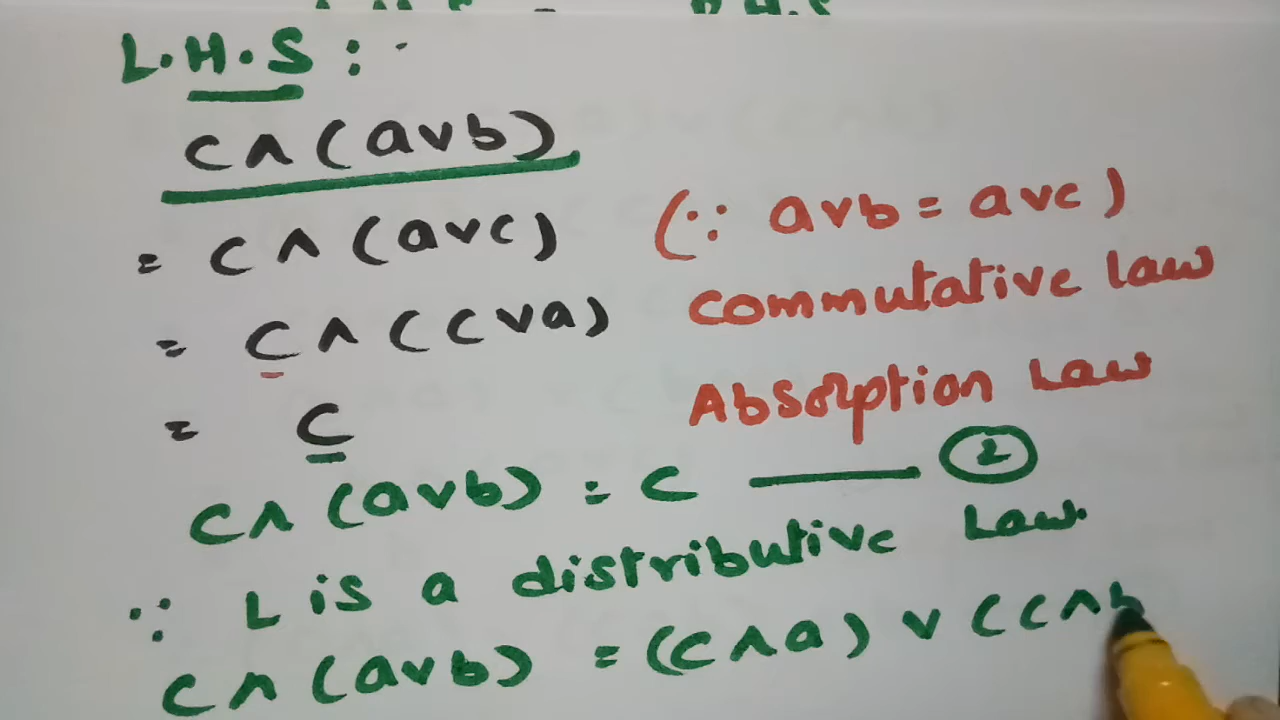 L.H.S :
C ∧ (a ∨ b)
= C ∧ (a ∨ c) (∵ a ∨ b = a ∨ c)
= C ∧ (C ∨ a) Commutative law
= C Absorption Law
C ∧ (a ∨ b) = C —— ②
∵ L is a distributive Law.
C ∧ (a ∨ b) = (C ∧ a) ∨ (C ∧ b